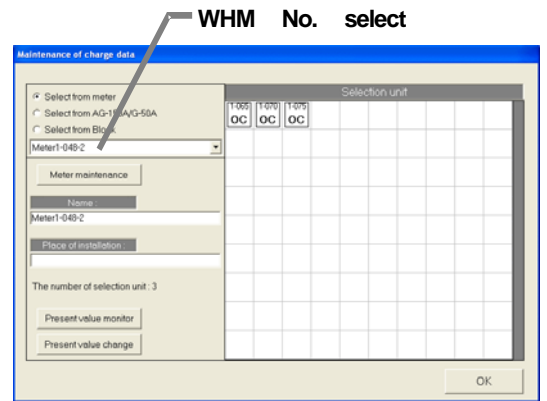 WHM No. select
Maintenance of charge data
Select from meter
Select from AG-150A/G-50A
Select from Block
Meter1-048-2
Meter maintenance
Name :
Meter1-048-2
Place of installation :
The number of selection unit : 3
Present value monitor
Present value change
Selection unit
1-065 1-070 1-075
OC OC OC
OK